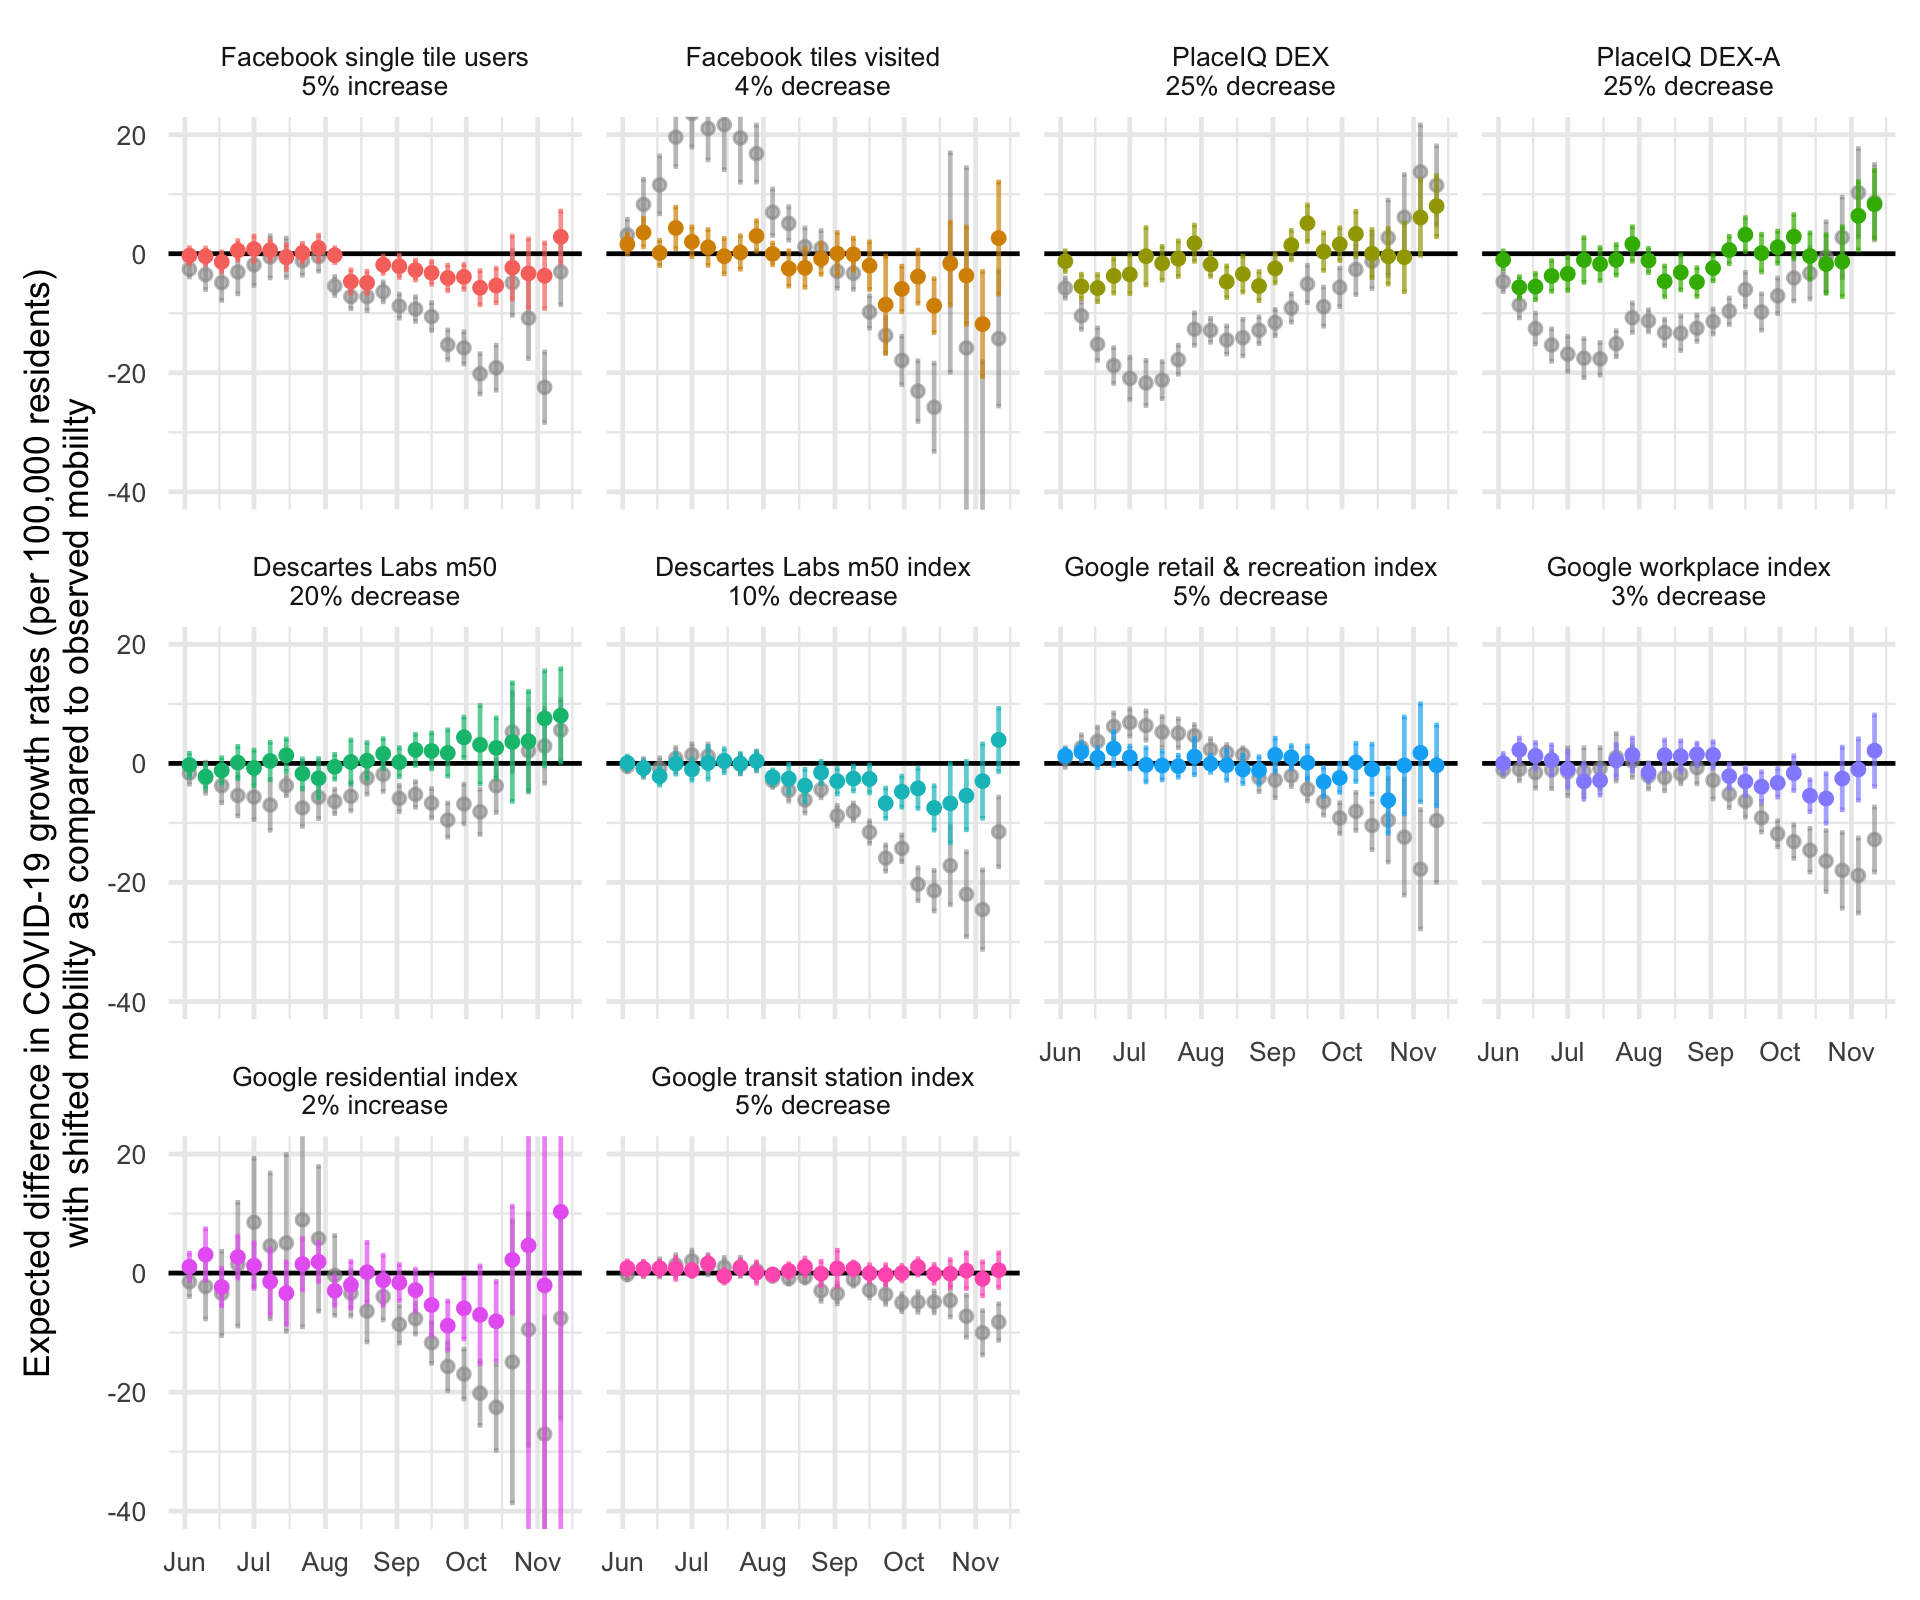 Expected difference in COVID-19 growth rates (per 100,000 residents)
with shifted mobility as compared to observed mobiilty
Facebook single tile users
5% increase
Facebook tiles visited
4% decrease
PlaceIQ DEX
25% decrease
PlaceIQ DEX-A
25% decrease
20
0
-20
-40
Descartes Labs m50
20% decrease
Descartes Labs m50 index
10% decrease
Google retail & recreation index
5% decrease
Google workplace index
3% decrease
20
0
-20
-40
Jun Jul Aug Sep Oct Nov
Jun Jul Aug Sep Oct Nov
Google residential index
2% increase
Google transit station index
5% decrease
20
0
-20
-40
Jun Jul Aug Sep Oct Nov
Jun Jul Aug Sep Oct Nov